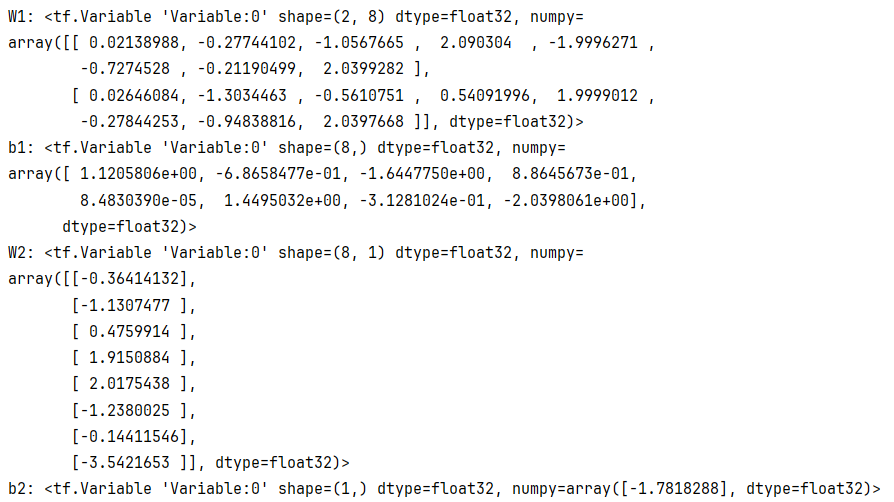 W1: <tf.Variable 'Variable:0' shape=(2, 8) dtype=float32, numpy=
array([[ 0.02138988, -0.27744102, -1.0567665 ,  2.090304  , -1.9996271 ,
        -0.7274528 , -0.21190499,  2.0399282 ],
       [ 0.02646084, -1.3034463 , -0.5610751 ,  0.54091996,  1.9999012 ,
        -0.27844253, -0.94838816,  2.0397668 ]], dtype=float32)>
b1: <tf.Variable 'Variable:0' shape=(8,) dtype=float32, numpy=
array([ 1.1205806e+00, -6.8658477e-01, -1.6447750e+00,  8.8645673e-01,
        8.4830390e-05,  1.4495032e+00, -3.1281024e-01, -2.0398061e+00],
      dtype=float32)>
W2: <tf.Variable 'Variable:0' shape=(8, 1) dtype=float32, numpy=
array([[-0.36414132],
       [-1.1307477 ],
       [ 0.4759914 ],
       [ 1.9150884 ],
       [ 2.0175438 ],
       [-1.2380025 ],
       [-0.14411546],
       [-3.5421653 ]], dtype=float32)>
b2: <tf.Variable 'Variable:0' shape=(1,) dtype=float32, numpy=array([-1.7818288], dtype=float32)>